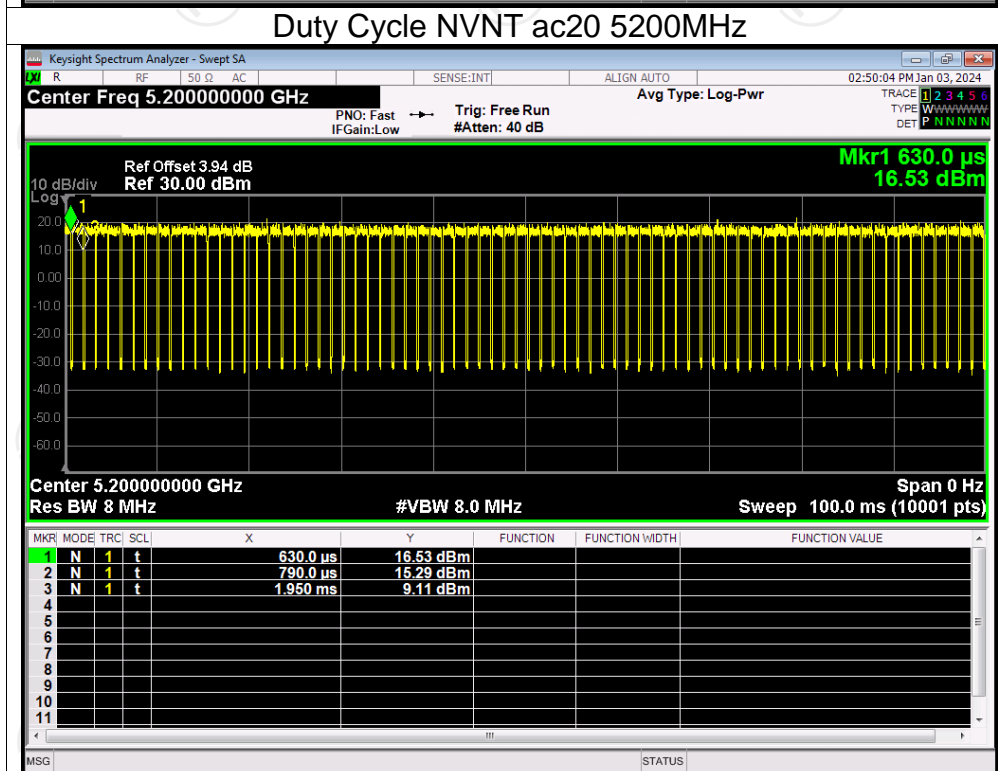 Duty Cycle NVNT ac20 5200MHz
Keysight Spectrum Analyzer - Swept SA
LXI R RF 50 Ω AC SENSE:INT ALIGN AUTO 02:50:04 PM Jan 03, 2024
Center Freq 5.200000000 GHz Avg Type: Log-Pwr TRACE 1 2 3 4 5 6
PNO: Fast Trig: Free Run TYPE WWWWWW
IFGain:Low #Atten: 40 dB DET P N N N N N
Mkr1 630.0 µs
16.53 dBm
Ref Offset 3.94 dB
10 dB/div Ref 30.00 dBm
Log
1
20.0
10.0
0.00
-10.0
-20.0
-30.0
-40.0
-50.0
-60.0
Center 5.200000000 GHz Span 0 Hz
Res BW 8 MHz #VBW 8.0 MHz Sweep 100.0 ms (10001 pts)
MKR MODE TRC SCL X Y FUNCTION FUNCTION WIDTH FUNCTION VALUE
1 N 1 t 630.0 µs 16.53 dBm
2 N 1 t 790.0 µs 15.29 dBm
3 N 1 t 1.950 ms 9.11 dBm
4
5
6
7
8
9
10
11
MSG STATUS